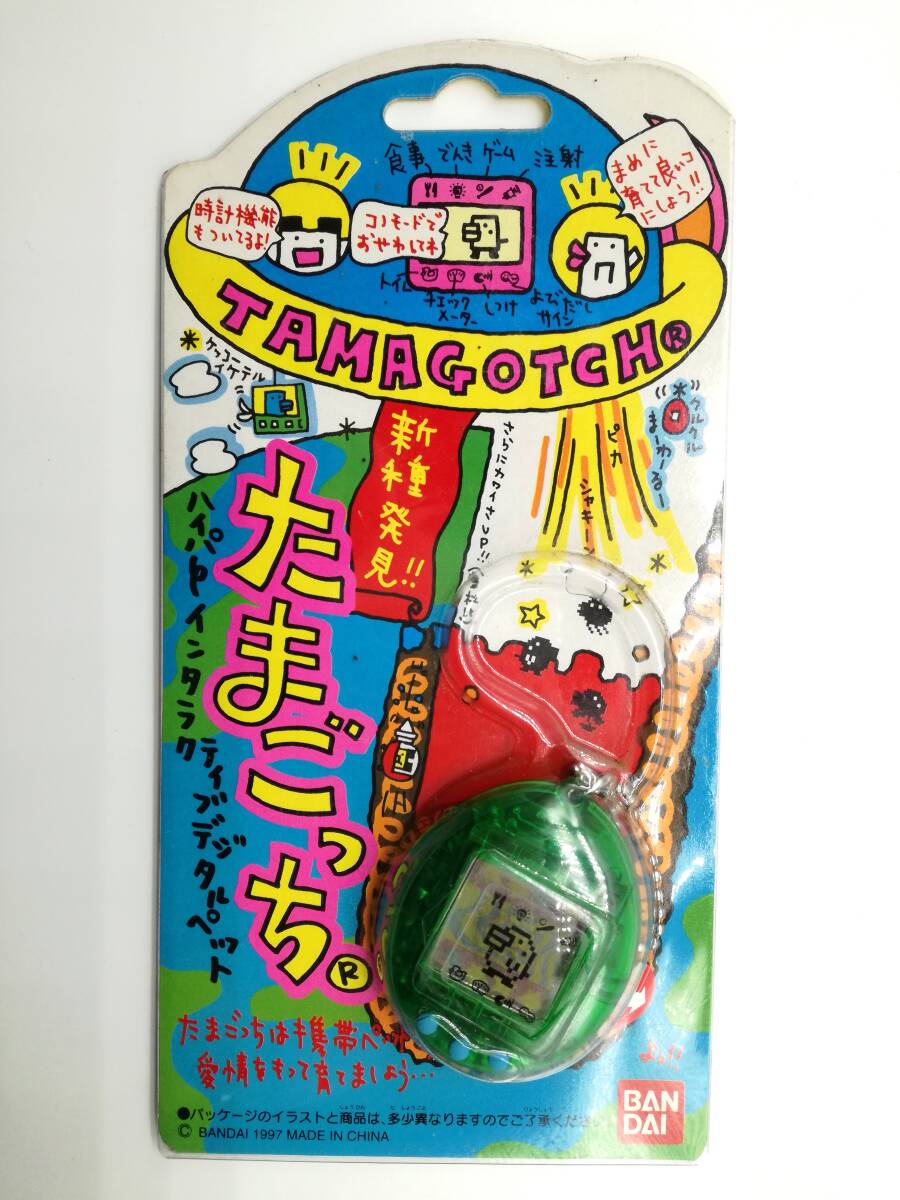 食事 でんき ゲーム 注射
時計機能
もついてるよ!
コノモードで
おせわしてネ
まめに
育てて良いコ
にしよう!!
トイレ
チェック
メーター
しつけ
よびだし
サイン
TAMAGOTCH®
ケッコー
イケテル
新種発見!!
さらにカワイさUP!!
ピカ
シャキーン
クルクル
まーわーるー
たまごっち®
ハイパーインタラク
ティブデジタルペット
たまごっちは携帯ペット
愛情をもって育てましょう…
●パッケージのイラストと商品は、多少異なりますのでご了承ください
© BANDAI 1997 MADE IN CHINA
BAN
DAI